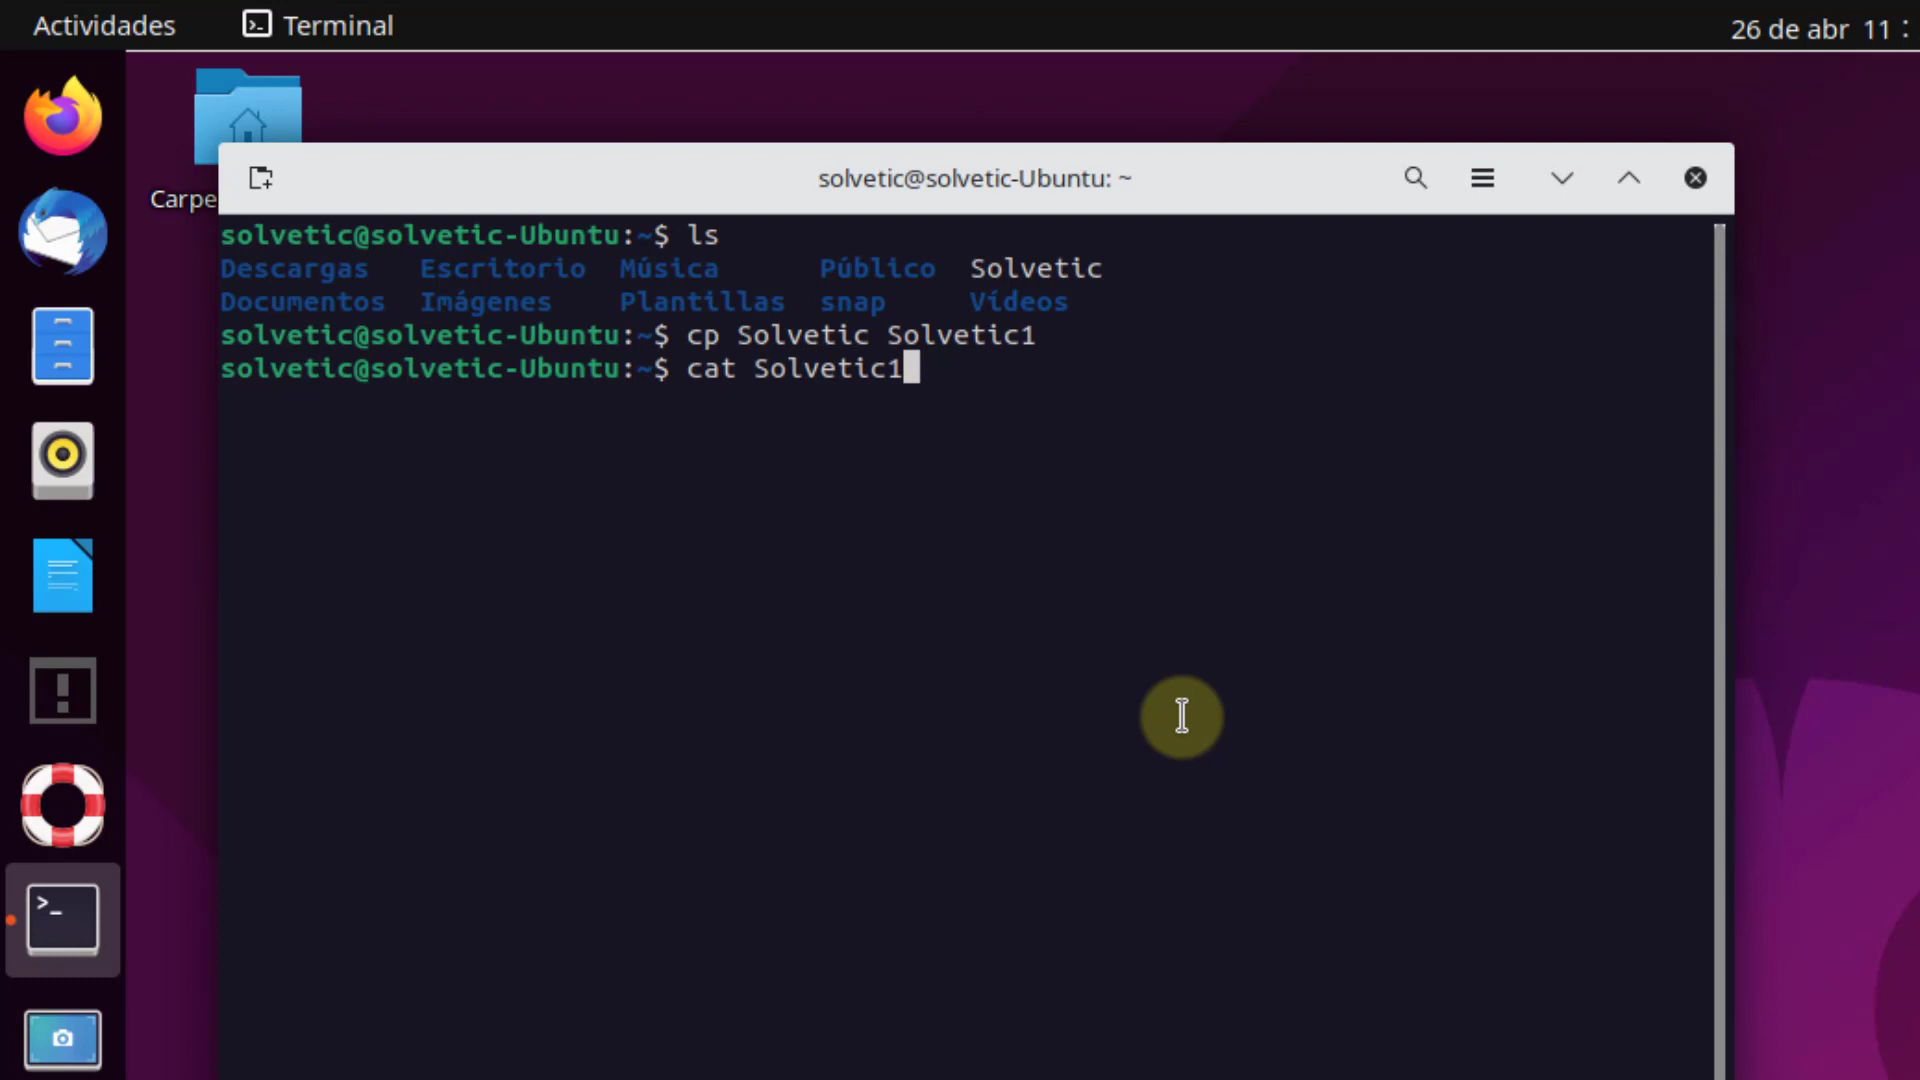 Actividades Terminal 26 de abr 11 :
Carpe
solvetic@solvetic-Ubuntu: ~
solvetic@solvetic-Ubuntu:~$ ls
Descargas Escritorio Música Público Solvetic
Documentos Imágenes Plantillas snap Vídeos
solvetic@solvetic-Ubuntu:~$ cp Solvetic Solvetic1
solvetic@solvetic-Ubuntu:~$ cat Solvetic1